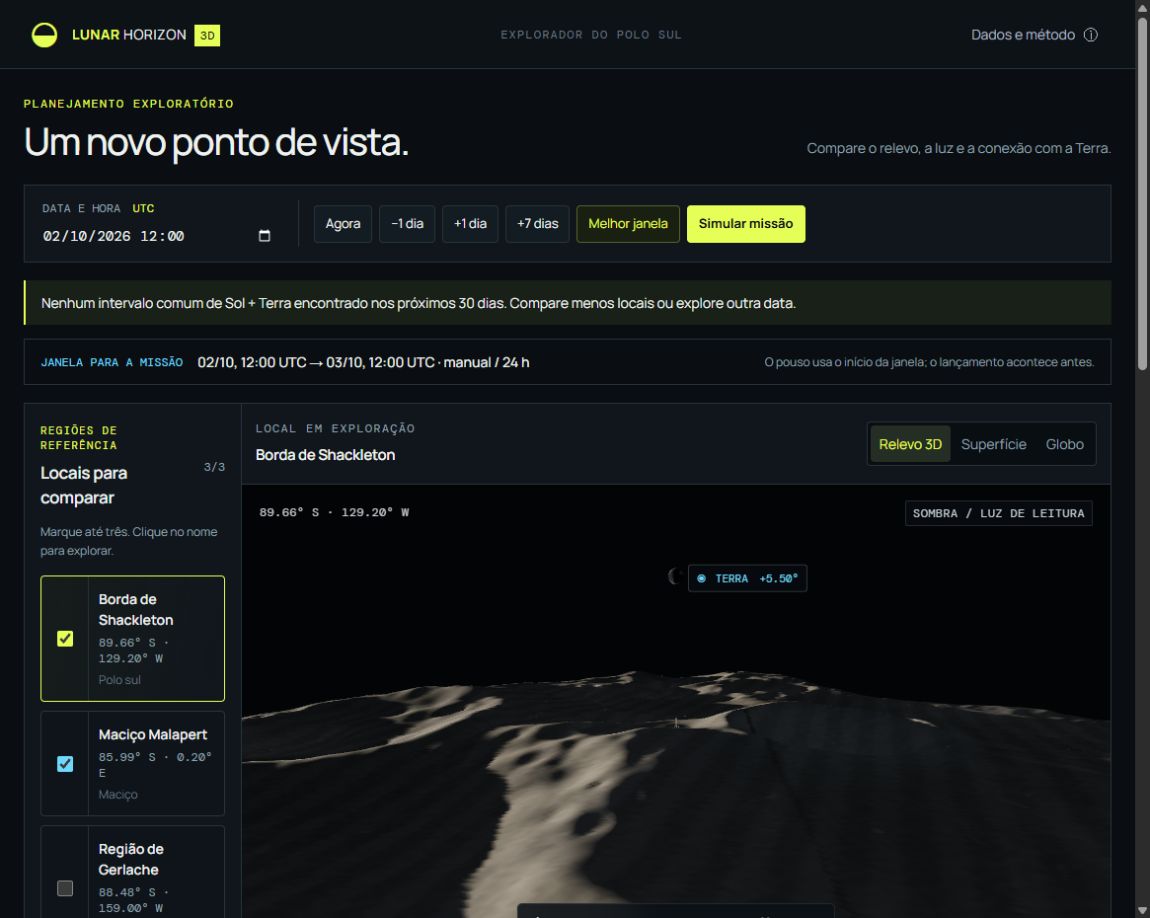 LUNAR HORIZON 3D
EXPLORADOR DO POLO SUL
Dados e método
PLANEJAMENTO EXPLORATÓRIO
Um novo ponto de vista.
Compare o relevo, a luz e a conexão com a Terra.
DATA E HORA UTC
02/10/2026 12:00
Agora
−1 dia
+1 dia
+7 dias
Melhor janela
Simular missão
Nenhum intervalo comum de Sol + Terra encontrado nos próximos 30 dias. Compare menos locais ou explore outra data.
JANELA PARA A MISSÃO 02/10, 12:00 UTC → 03/10, 12:00 UTC · manual / 24 h
O pouso usa o início da janela; o lançamento acontece antes.
REGIÕES DE
REFERÊNCIA
Locais para
comparar
3/3
Marque até três. Clique no nome
para explorar.
Borda de
Shackleton
89.66° S ·
129.20° W
Polo sul
Maciço Malapert
85.99° S · 0.20°
E
Maciço
Região de
Gerlache
88.48° S ·
159.00° W
LOCAL EM EXPLORAÇÃO
Borda de Shackleton
Relevo 3D
Superfície
Globo
89.66° S · 129.20° W
SOMBRA / LUZ DE LEITURA
TERRA +5.50°